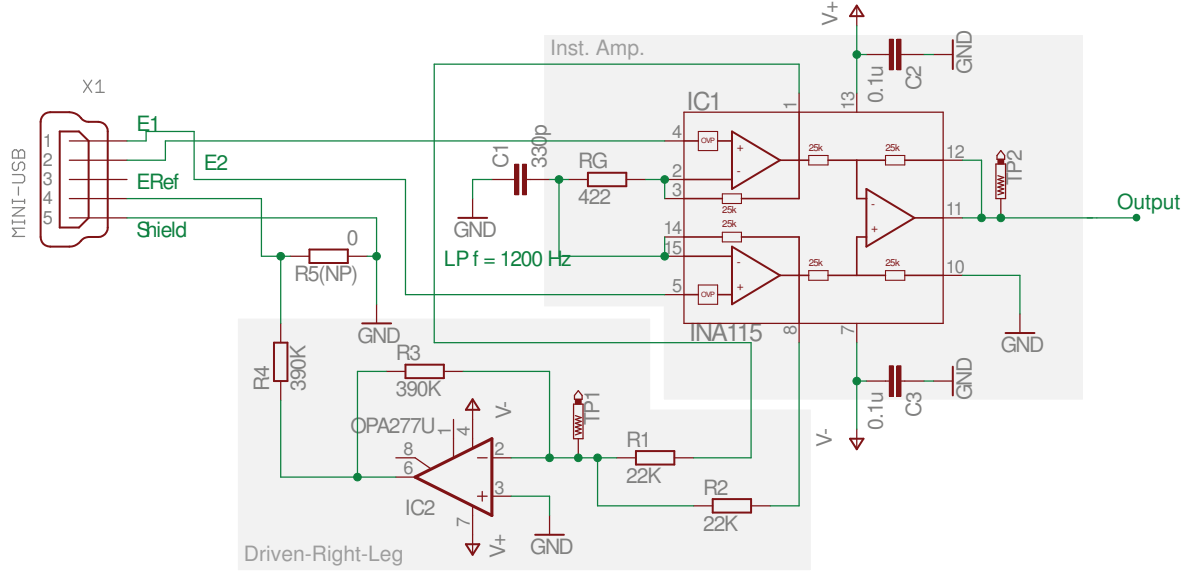 V+
Inst. Amp.
0.1u
C2
GND
X1
IC1
1
13
MINI-USB
1
2
3
4
5
E1
E2
ERef
Shield
C1
330p
GND
RG
422
4
2
3
14
15
5
OVP
OVP
+
-
-
+
-
+
25k
25k
25k
25k
25k
25k
12
11
10
TP2
Output
LP f = 1200 Hz
0
R5(NP)
GND
INA115
8
7
GND
0.1u
C3
GND
V-
R4
390K
R3
390K
V-
OPA277U
1
4
8
6
2
3
7
IC2
−
+
V+
GND
TP1
R1
22K
R2
22K
Driven-Right-Leg